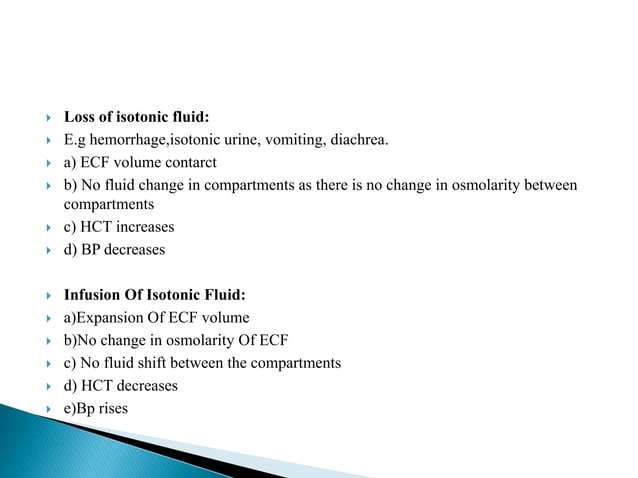 Loss of isotonic fluid:
E.g hemorrhage,isotonic urine, vomiting, diachrea.
a) ECF volume contarct
b) No fluid change in compartments as there is no change in osmolarity between
compartments
c) HCT increases
d) BP decreases
Infusion Of Isotonic Fluid:
a)Expansion Of ECF volume
b)No change in osmolarity Of ECF
c) No fluid shift between the compartments
d) HCT decreases
e)Bp rises